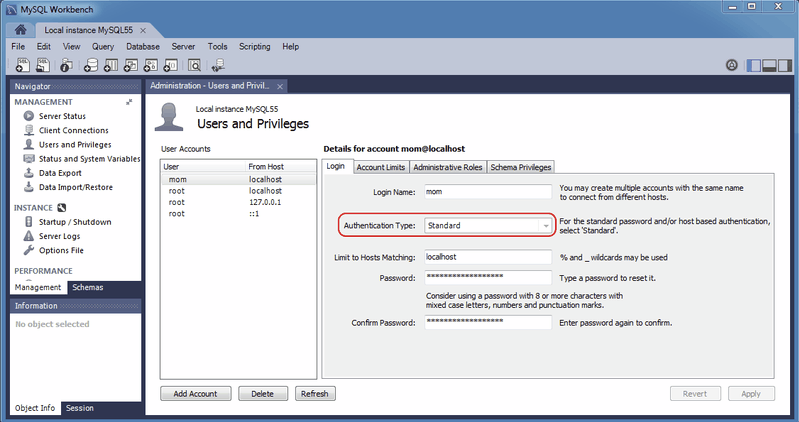 MySQL Workbench
Local instance MySQL55
File Edit View Query Database Server Tools Scripting Help
Navigator
MANAGEMENT
Server Status
Client Connections
Users and Privileges
Status and System Variables
Data Export
Data Import/Restore
INSTANCE
Startup / Shutdown
Server Logs
Options File
PERFORMANCE
Management Schemas
Information
No object selected
Object Info Session
Administration - Users and Privil...
Local instance MySQL55
Users and Privileges
User Accounts
User From Host
mom localhost
root localhost
root 127.0.0.1
root ::1
Add Account Delete Refresh
Details for account mom@localhost
Login Account Limits Administrative Roles Schema Privileges
Login Name: mom
You may create multiple accounts with the same name
to connect from different hosts.
Authentication Type: Standard
For the standard password and/or host based authentication,
select 'Standard'.
Limit to Hosts Matching: localhost
% and _ wildcards may be used
Password: ******************
Type a password to reset it.
Consider using a password with 8 or more characters with
mixed case letters, numbers and punctuation marks.
Confirm Password: ******************
Enter password again to confirm.
Revert Apply